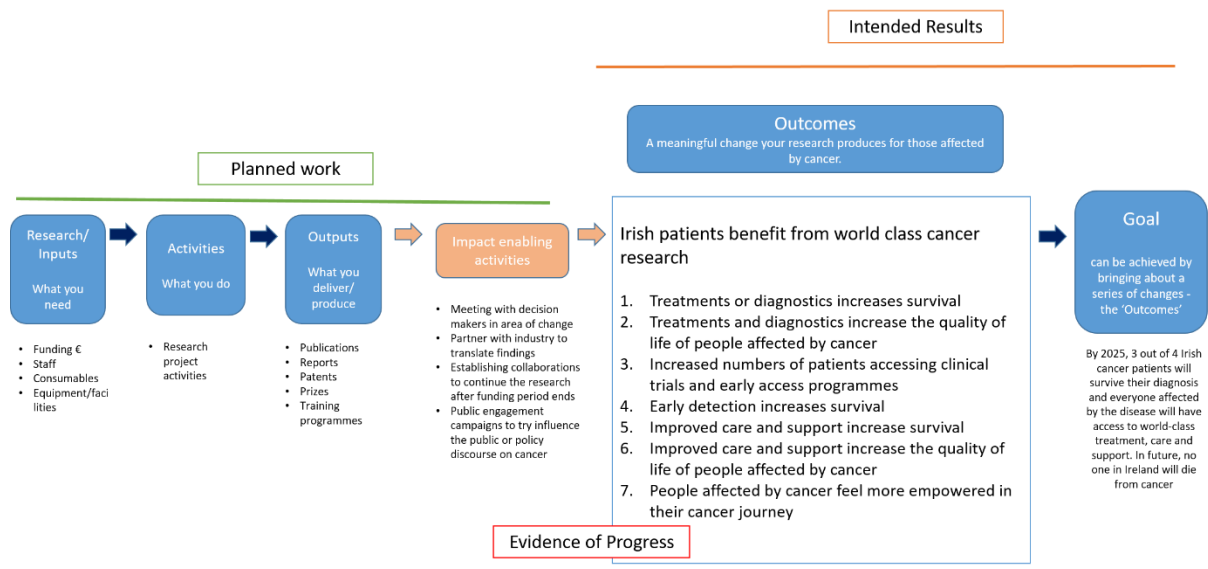 Intended Results
Outcomes
A meaningful change your research produces for those affected
by cancer.
Planned work
Research/
Inputs
What you
need
Funding €
Staff
Consumables
Equipment/faci
lities
Activities
What you do
Research
project
activities
Outputs
What you
deliver/
produce
Publications
Reports
Patents
Prizes
Training
programmes
Impact enabling
activities
Meeting with decision
makers in area of change
Partner with industry to
translate findings
Establishing collaborations
to continue the research
after funding period ends
Public engagement
campaigns to try influence
the public or policy
discourse on cancer
Irish patients benefit from world class cancer
research
1. Treatments or diagnostics increases survival
2. Treatments and diagnostics increase the quality of
life of people affected by cancer
3. Increased numbers of patients accessing clinical
trials and early access programmes
4. Early detection increases survival
5. Improved care and support increase survival
6. Improved care and support increase the quality of
life of people affected by cancer
7. People affected by cancer feel more empowered in
their cancer journey
Goal
can be achieved by
bringing about a
series of changes -
the ‘Outcomes’
By 2025, 3 out of 4 Irish
cancer patients will
survive their diagnosis
and everyone affected
by the disease will have
access to world-class
treatment, care and
support. In future, no
one in Ireland will die
from cancer
Evidence of Progress